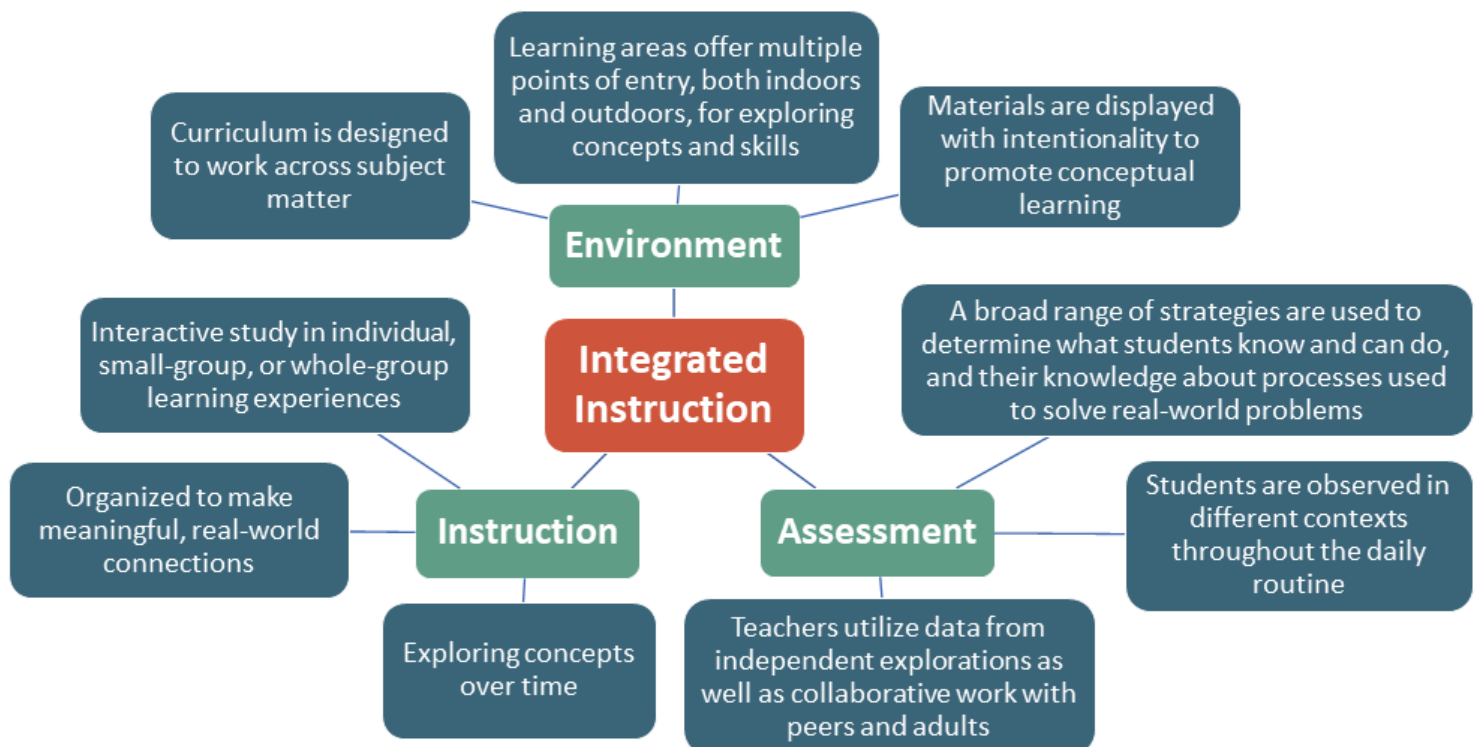 Learning areas offer multiple
points of entry, both indoors
and outdoors, for exploring
concepts and skills
Curriculum is designed
to work across subject
matter
Materials are displayed
with intentionality to
promote conceptual
learning
Environment
Integrated
Instruction
Interactive study in individual,
small-group, or whole-group
learning experiences
A broad range of strategies are used to
determine what students know and can do,
and their knowledge about processes used
to solve real-world problems
Organized to make
meaningful, real-world
connections
Instruction
Assessment
Students are observed in
different contexts
throughout the daily
routine
Exploring concepts
over time
Teachers utilize data from
independent explorations as
well as collaborative work with
peers and adults